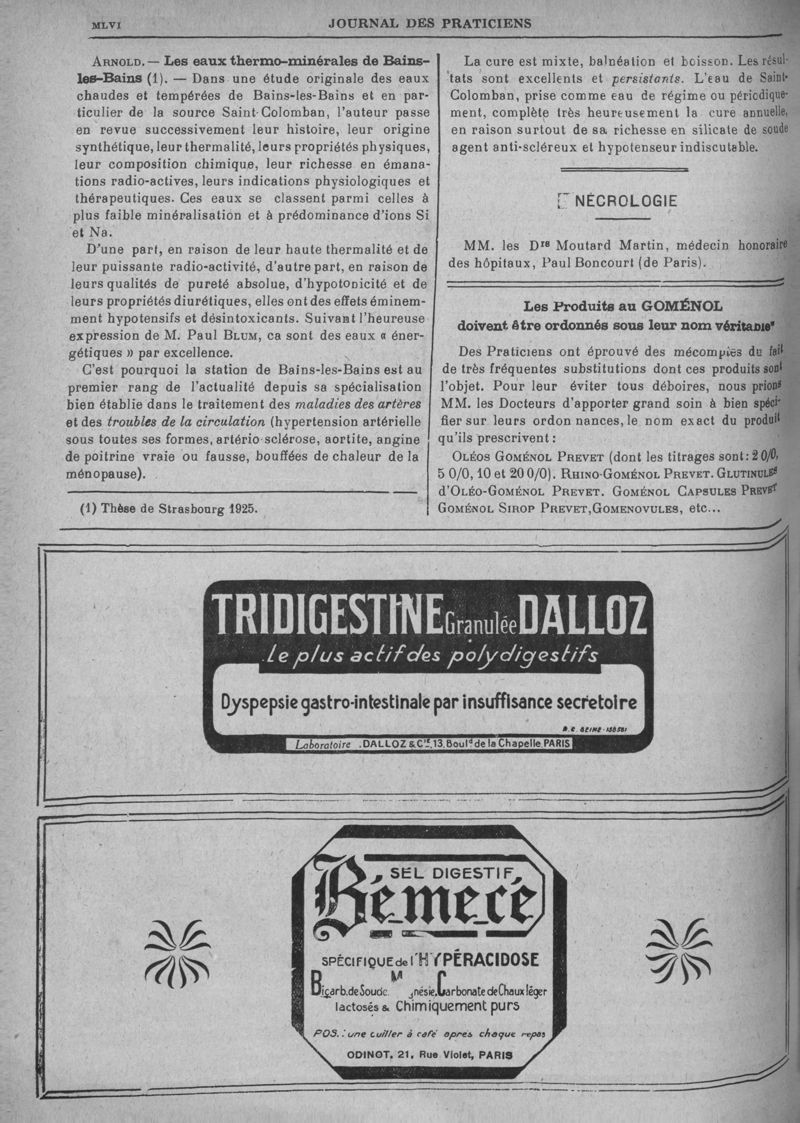 MLVI JOURNAL DES PRATICIENS
ARNOLD. — Les eaux thermo-minérales de Bains-
les-Bains (1). — Dans une étude originale des eaux
chaudes et tempérées de Bains-les-Bains et en par-
ticulier de la source Saint-Colomban, l'auteur passe
en revue successivement leur histoire, leur origine
synthétique, leur thermalité, leurs propriétés physiques,
leur composition chimique, leur richesse en émana-
tions radio-actives, leurs indications physiologiques et
thérapeutiques. Ces eaux se classent parmi celles à
plus faible minéralisation et à prédominance d'ions Si
et Na.
D'une part, en raison de leur haute thermalité et de
leur puissante radio-activité, d'autre part, en raison de
leurs qualités de pureté absolue, d'hypotonicité et de
leurs propriétés diurétiques, elles ont des effets éminem-
ment hypotensifs et désintoxicants. Suivant l'heureuse
expression de M. Paul BLUM, ca sont des eaux « éner-
gétiques » par excellence.
C'est pourquoi la station de Bains-les-Bains est au
premier rang de l'actualité depuis sa spécialisation
bien établie dans le traitement des maladies des artères
et des troubles de la circulation (hypertension artérielle
sous toutes ses formes, artério-sclérose, aortite, angine
de poitrine vraie ou fausse, bouffées de chaleur de la
ménopause).
(1) Thèse de Strasbourg 1925.
La cure est mixte, balnéation et boisson. Les résul-
tats sont excellents et persistants. L'eau de Saint-
Colomban, prise comme eau de régime ou périodique-
ment, complète très heureusement la cure annuelle,
en raison surtout de sa richesse en silicate de soude
agent anti-scléreux et hypotenseur indiscutable.
NÉCROLOGIE
MM. les Drs Moutard Martin, médecin honoraire
des hôpitaux, Paul Boncourt (de Paris).
Les Produits au GOMÉNOL
doivent être ordonnés sous leur nom véritable
Des Praticiens ont éprouvé des mécomptes du fait
de très fréquentes substitutions dont ces produits sont
l'objet. Pour leur éviter tous déboires, nous prions
MM. les Docteurs d'apporter grand soin à bien spéci-
fier sur leurs ordon nances, le nom exact du produit
qu'ils prescrivent :
OLÉOS GOMÉNOL PREVET (dont les titrages sont : 2 0/0,
5 0/0, 10 et 20 0/0). RHINO-GOMÉNOL PREVET. GLUTINULES
D'OLÉO-GOMÉNOL PREVET. GOMÉNOL CAPSULES PREVET
GOMÉNOL SIROP PREVET, GOMENOVULES, etc...
TRIDIGESTINE Granulée DALLOZ
Le plus actif des polydigestifs
Dyspepsie gastro-intestinale par insuffisance secretoire
R. C. SEINE - 188581
Laboratoire . DALLOZ & Cie, 13, Bould de la Chapelle, PARIS
SEL DIGESTIF
Bémecé
SPÉCIFIQUE de l'HYPÉRACIDOSE
Bicarb. de Soude. M nésie, Carbonate de Chaux léger
lactosés & Chimiquement purs
POS. : une cuiller à café après chaque repas
ODINOT, 21, Rue Violet, PARIS